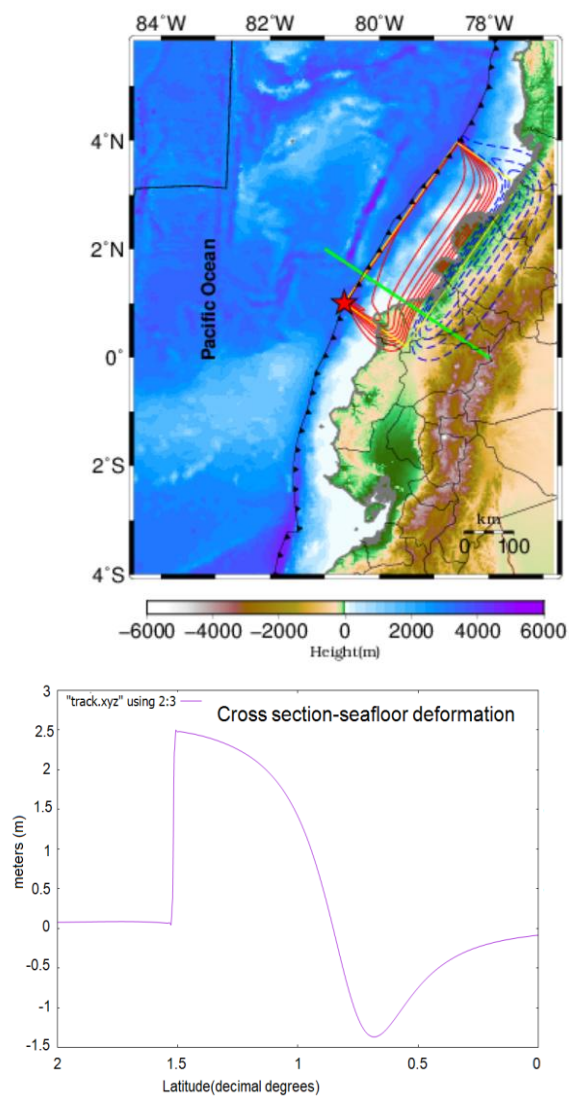 84°W 82°W 80°W 78°W
4°N
2°N
0°
2°S
4°S
Pacific Ocean
km
0 100
−6000 −4000 −2000 0 2000 4000 6000
Height(m)
"track.xyz" using 2:3
Cross section-seafloor deformation
3
2.5
2
1.5
1
0.5
0
-0.5
-1
-1.5
meters (m)
2 1.5 1 0.5 0
Latitude(decimal degrees)